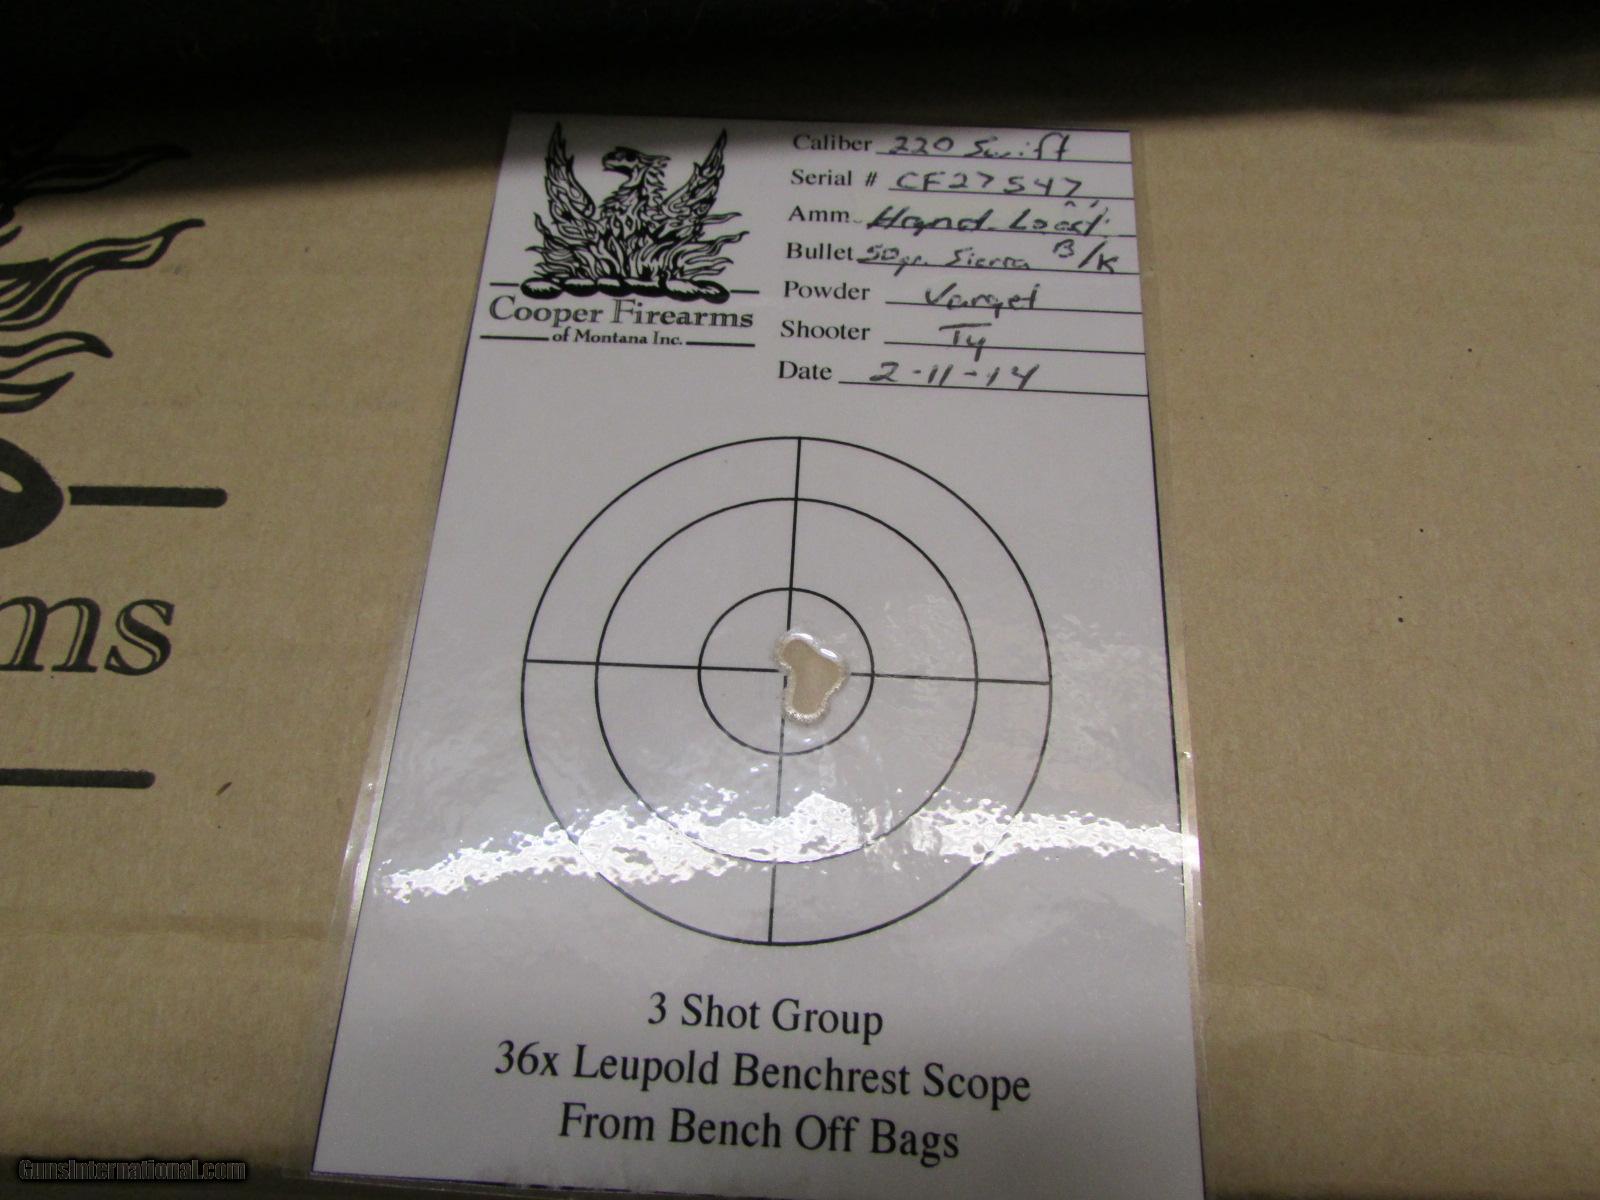 Cooper Firearms
of Montana Inc.
Caliber 220 Swift
Serial # CF27547
Amm. Hand Load
Bullet 50gr. Sierra B/K
Powder Varget
Shooter Ty
Date 2-11-14
ms
3 Shot Group
36x Leupold Benchrest Scope
From Bench Off Bags
GunsInternational.com